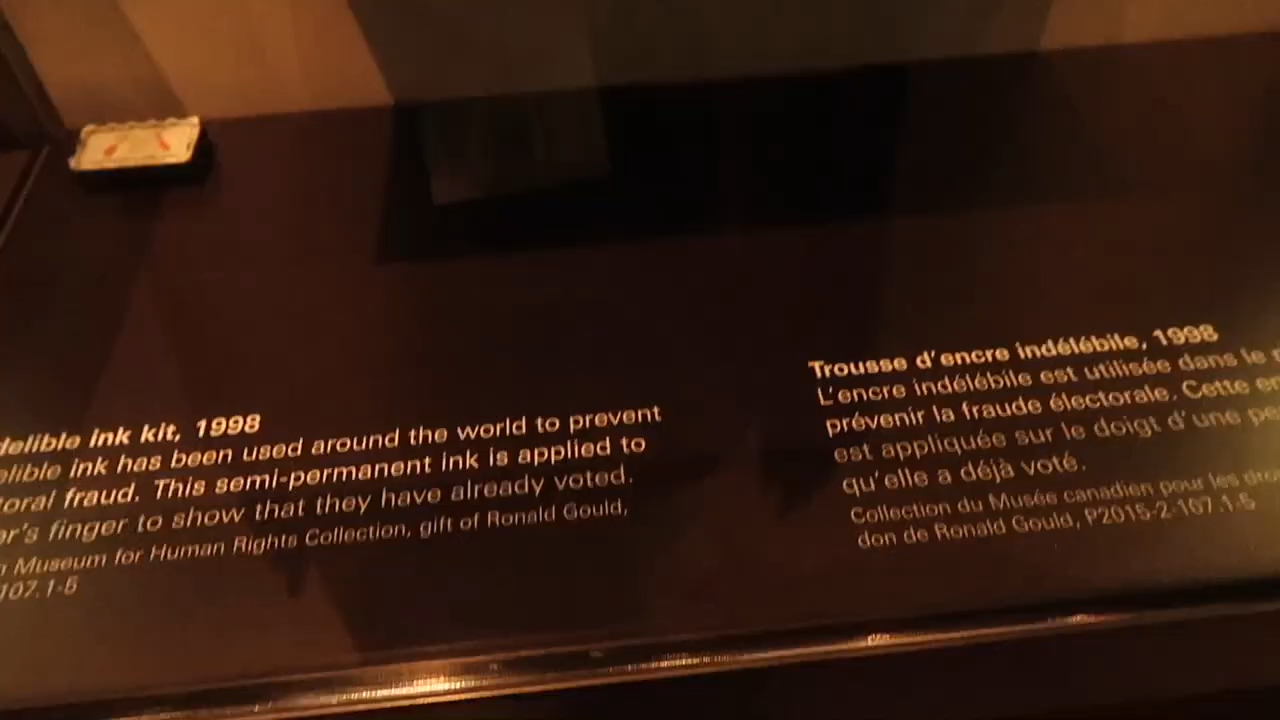 delible ink kit, 1998
elible ink has been used around the world to prevent
toral fraud. This semi-permanent ink is applied to
er's finger to show that they have already voted.
n Museum for Human Rights Collection, gift of Ronald Gould,
107.1-5
Trousse d'encre indélébile, 1998
L'encre indélébile est utilisée dans le
prévenir la fraude électorale. Cette en
est appliquée sur le doigt d'une pe
qu'elle a déjà voté.
Collection du Musée canadien pour les dro
don de Ronald Gould, P2015-2-107.1-5